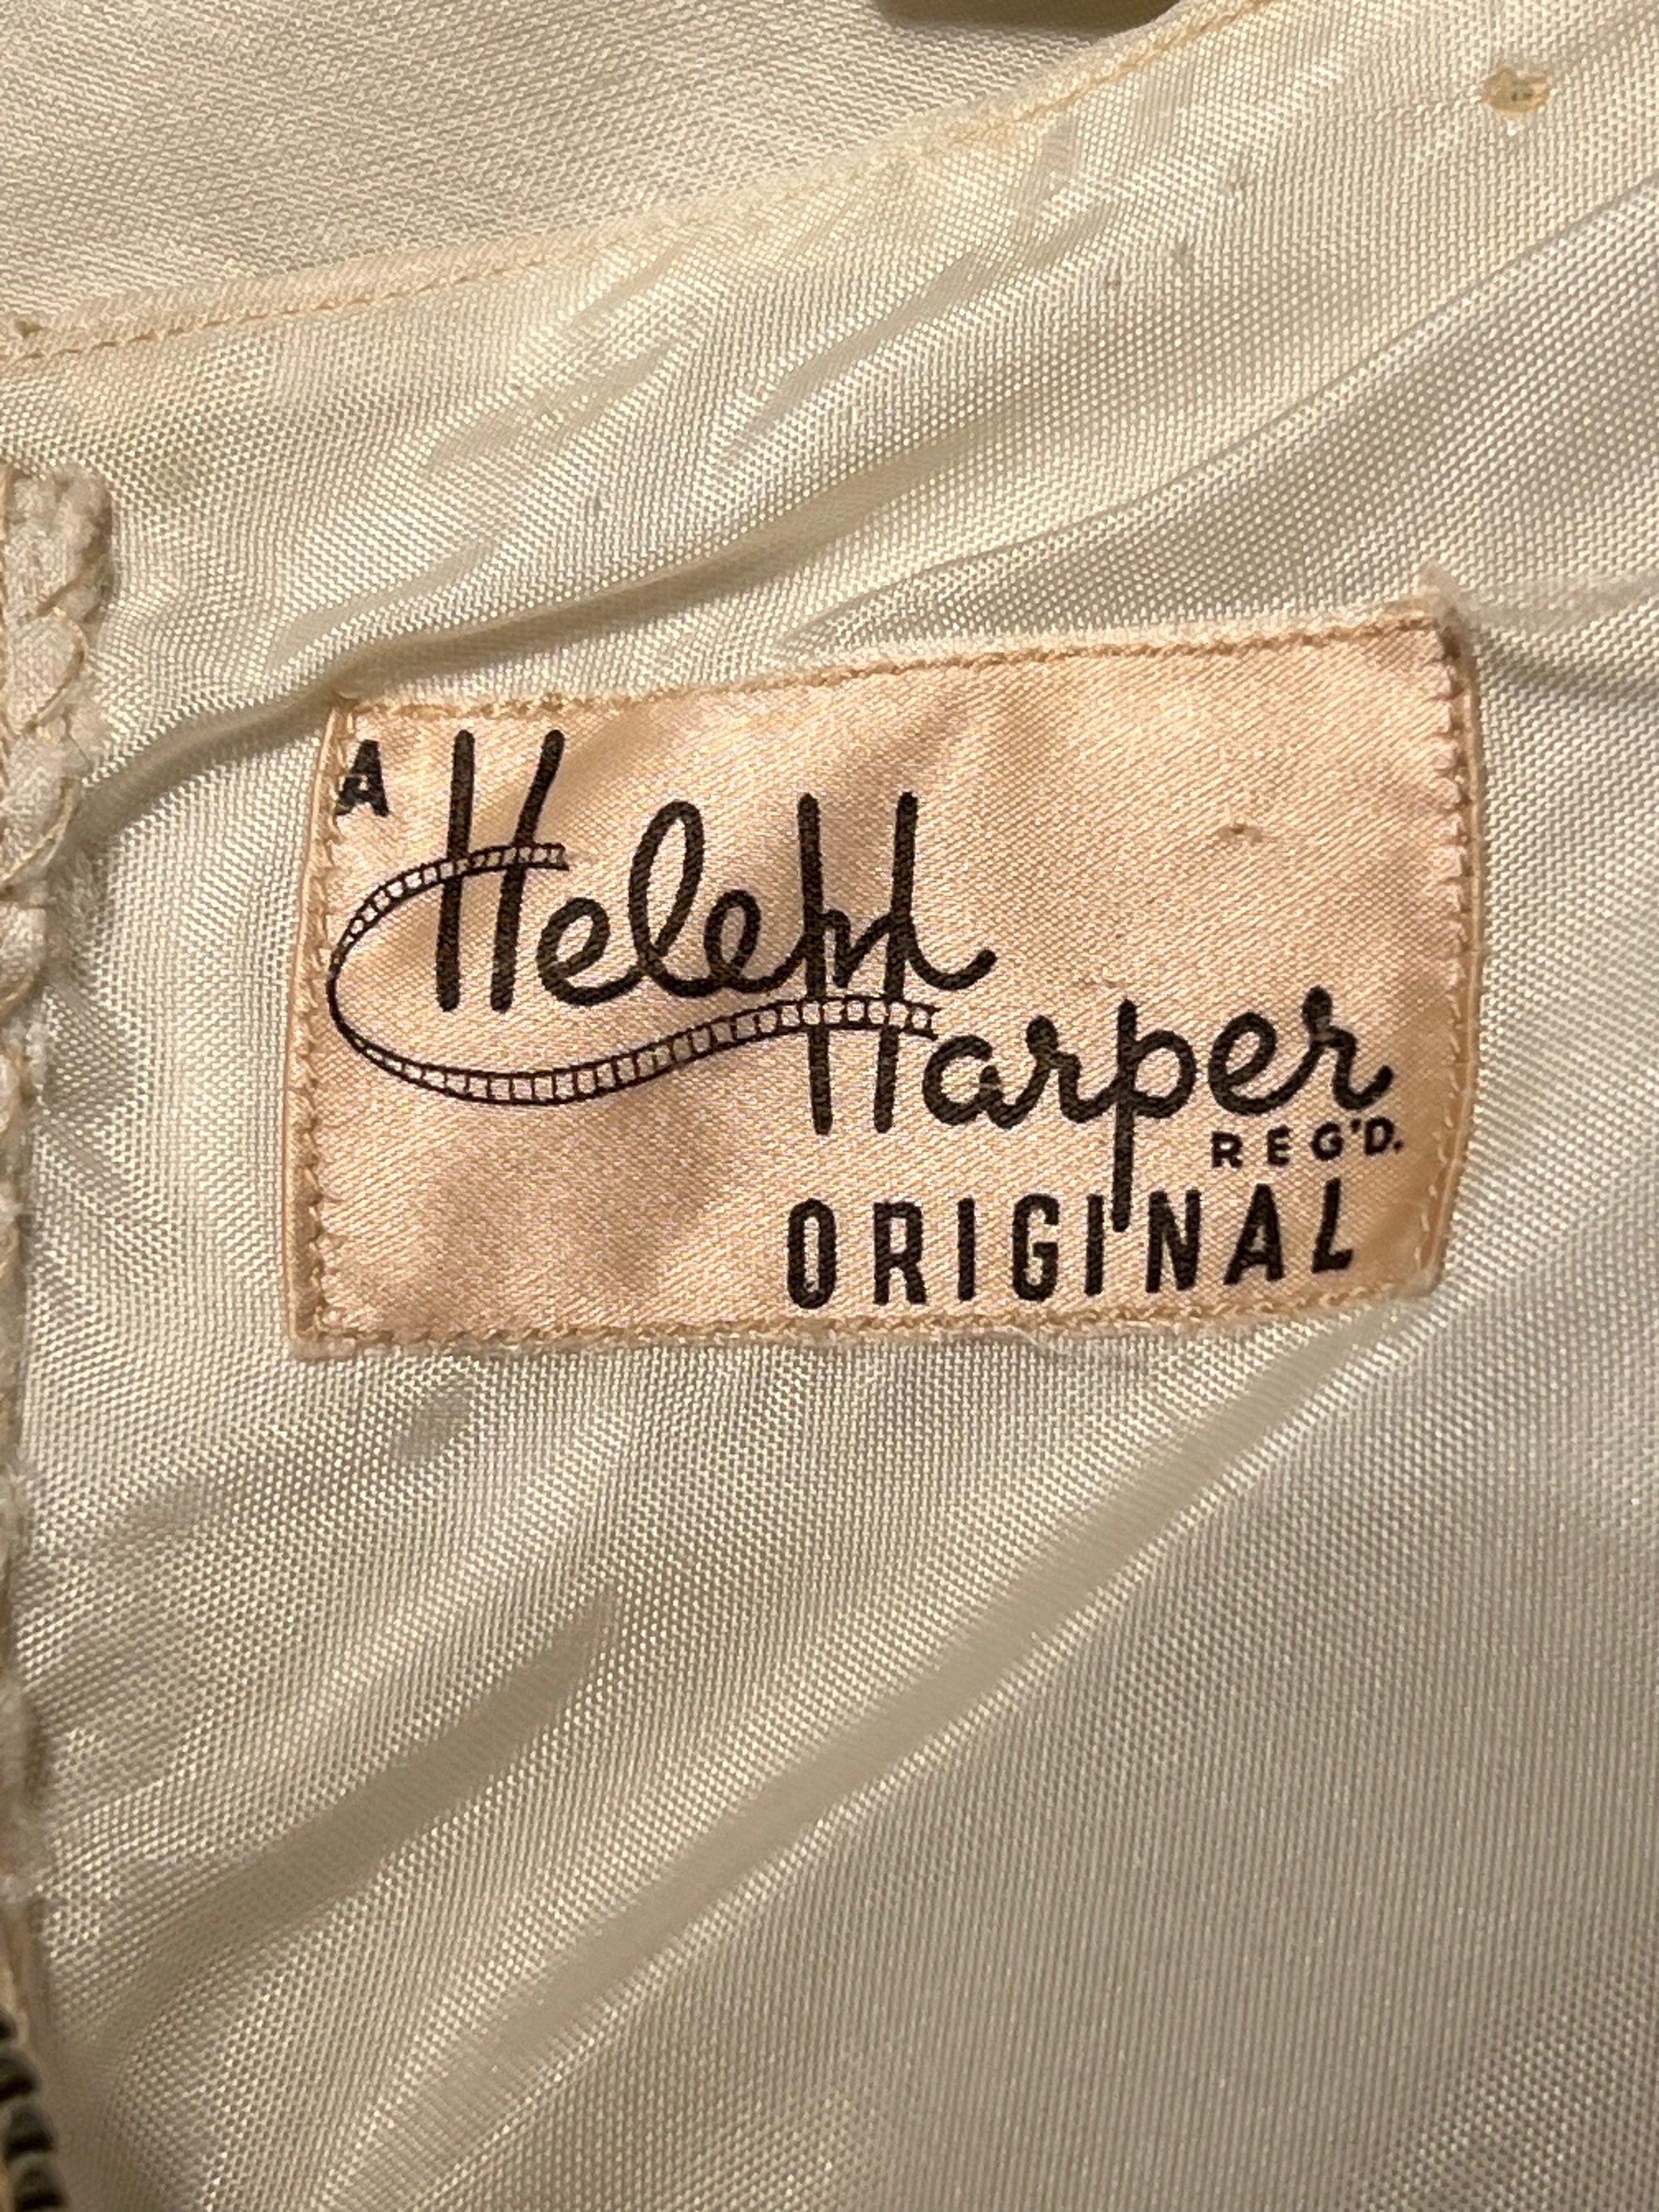 A
Helen
Harper
REG'D.
ORIGINAL